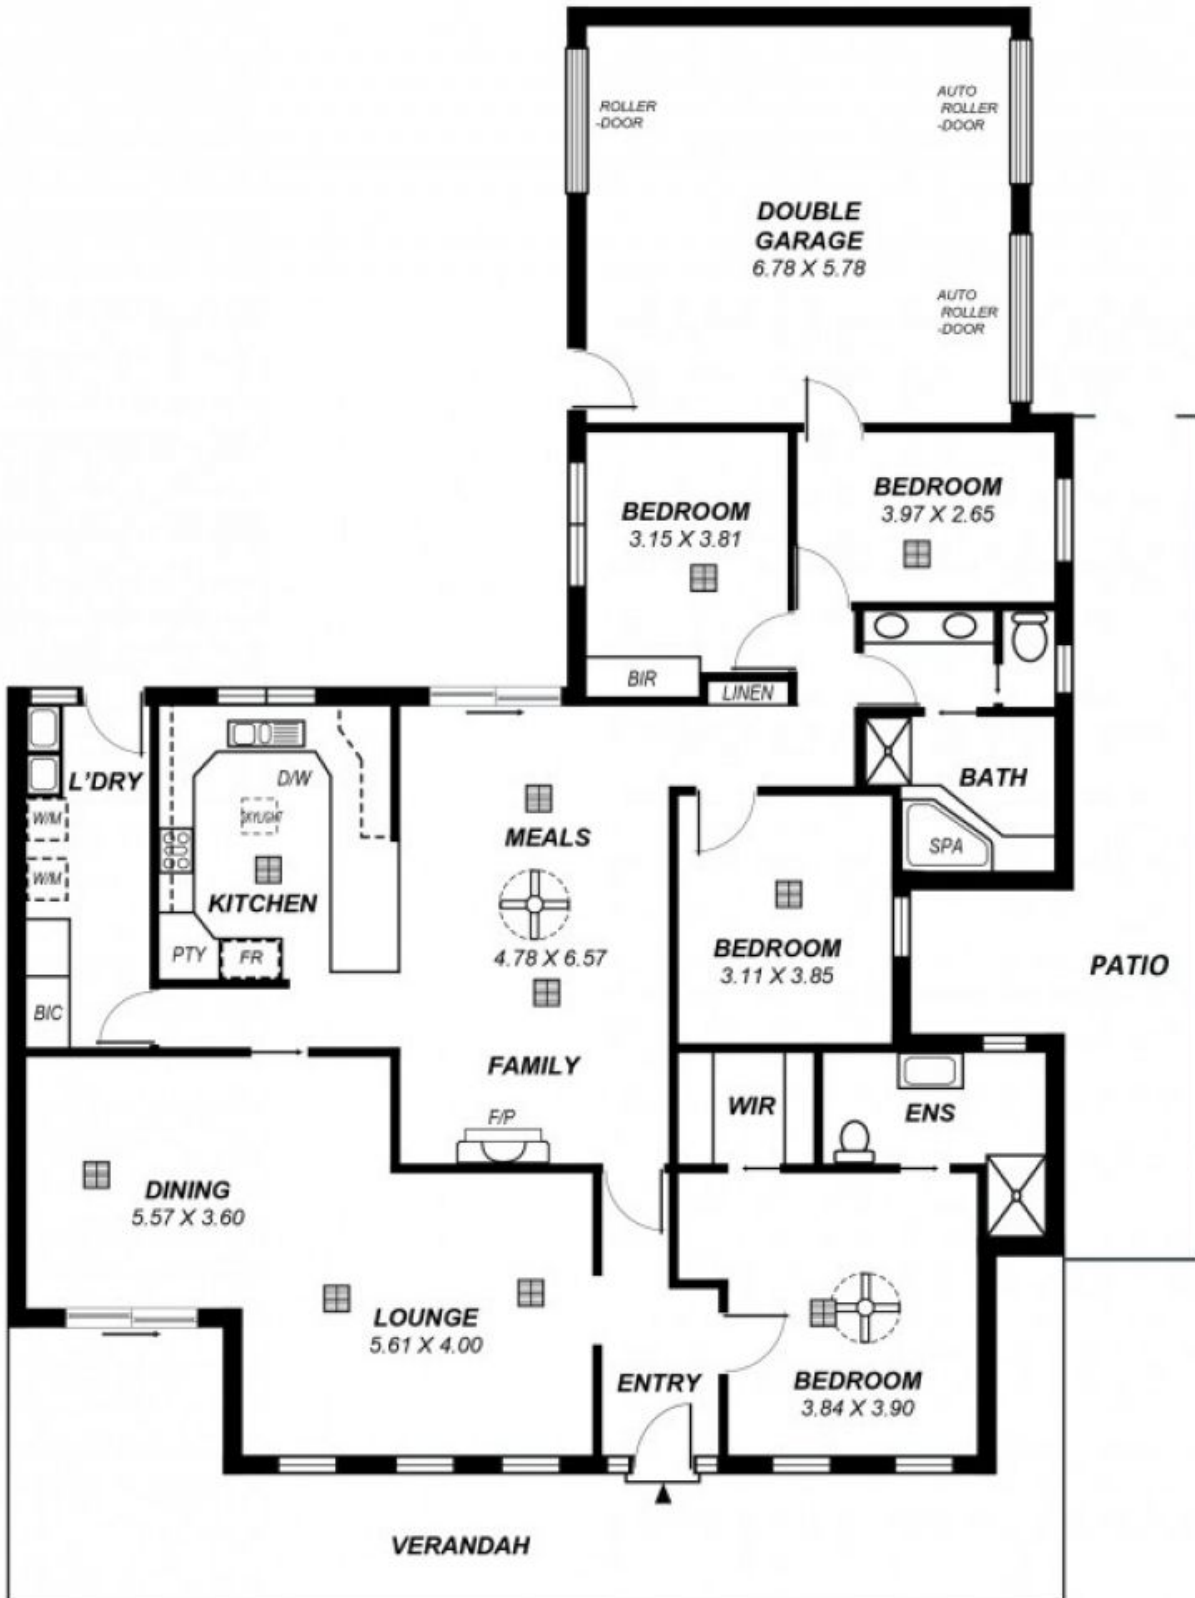 ROLLER
-DOOR
AUTO
ROLLER
-DOOR
DOUBLE
GARAGE
6.78 X 5.78
AUTO
ROLLER
-DOOR
BEDROOM
3.15 X 3.81
BEDROOM
3.97 X 2.65
BIR
LINEN
L'DRY
D/W
W/M
SKYLIGHT
W/M
KITCHEN
PTY
FR
BIC
MEALS
4.78 X 6.57
FAMILY
F/P
BATH
SPA
BEDROOM
3.11 X 3.85
PATIO
WIR
ENS
DINING
5.57 X 3.60
LOUNGE
5.61 X 4.00
ENTRY
BEDROOM
3.84 X 3.90
VERANDAH